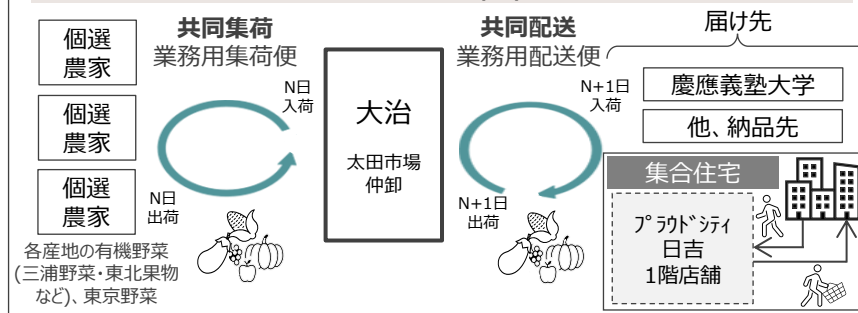 個選
農家
個選
農家
個選
農家
各産地の有機野菜
(三浦野菜・東北果物
など)、東京野菜
共同集荷
業務用集荷便
N日
入荷
N日
出荷
大治
太田市場
仲卸
共同配送
業務用配送便
N+1日
入荷
N+1日
出荷
届け先
慶應義塾大学
他、納品先
集合住宅
プラウドシティ
日吉
1階店舗